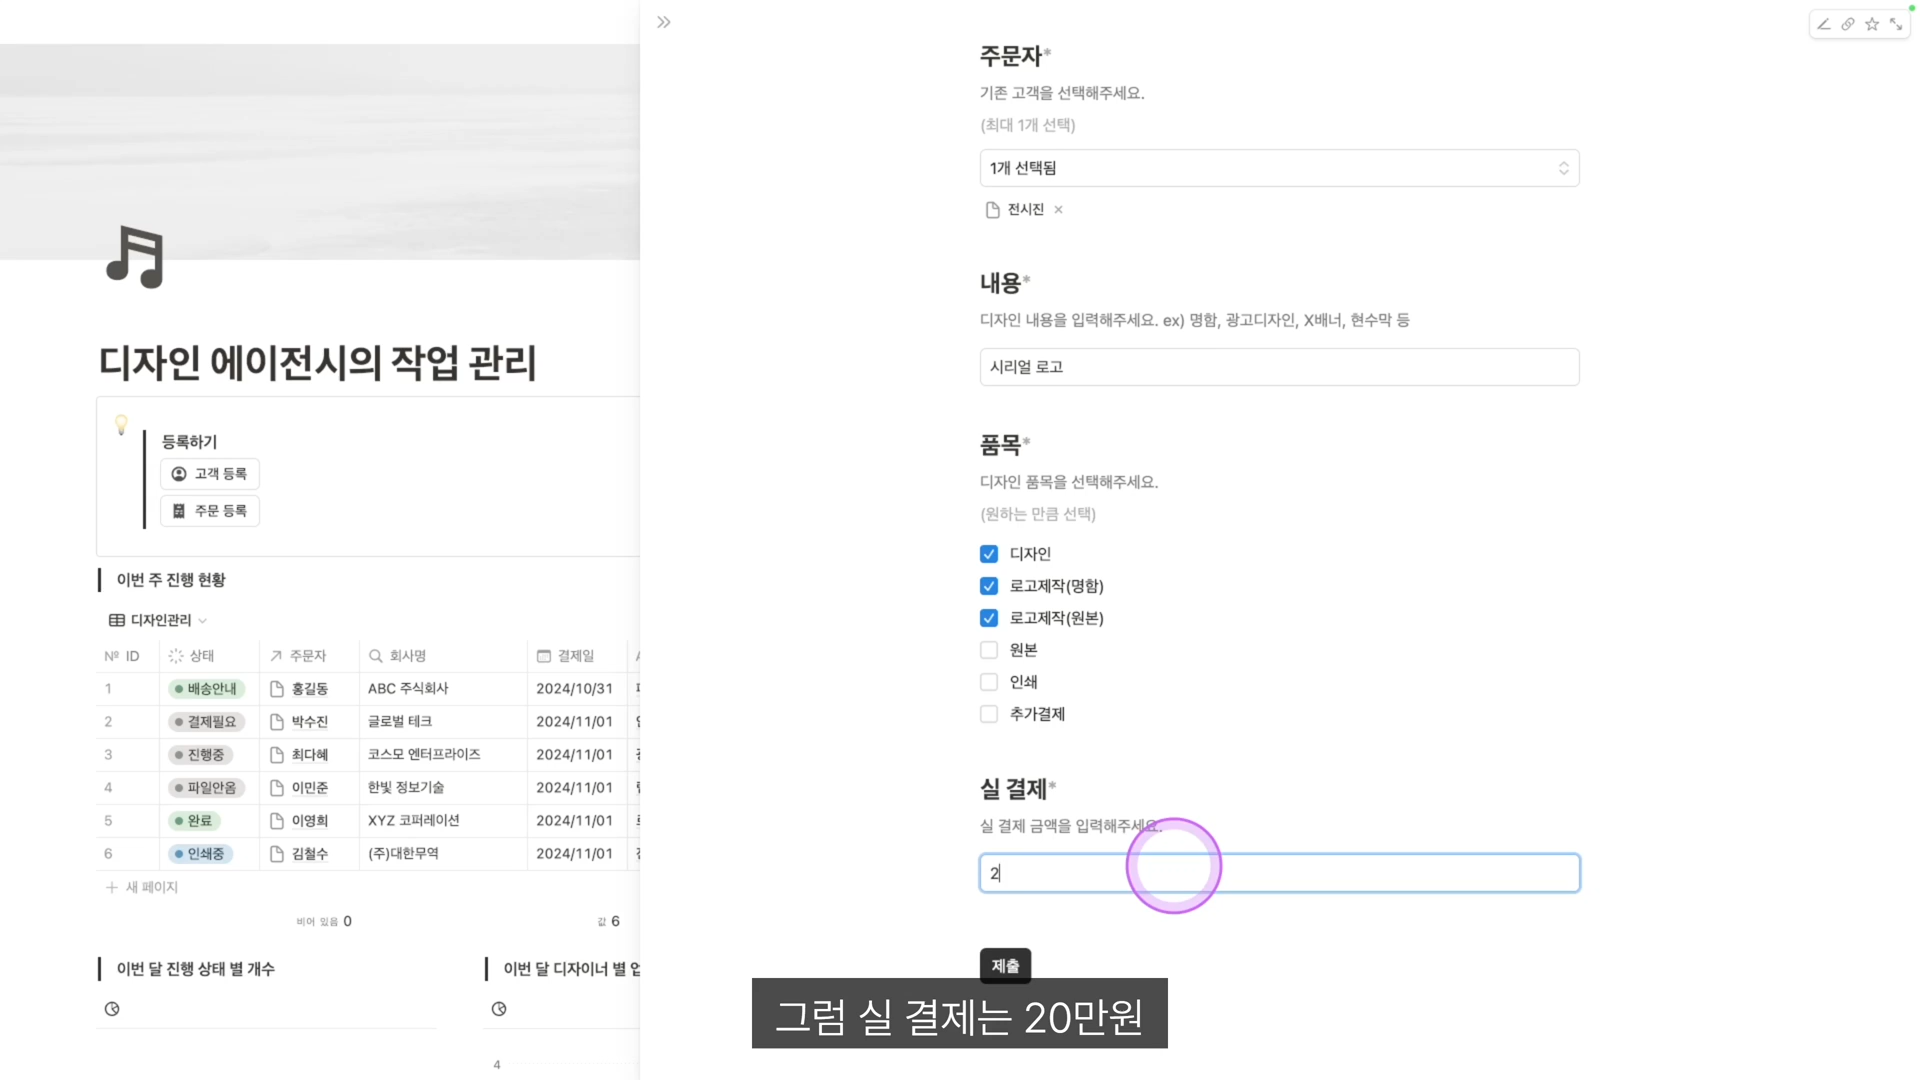 디자인 에이전시의 작업 관리
등록하기
고객 등록
주문 등록
이번 주 진행 현황
디자인관리
Nº ID 상태 주문자 회사명 결제일
1 배송안내 홍길동 ABC 주식회사 2024/10/31
2 결제필요 박수진 글로벌 테크 2024/11/01
3 진행중 최다혜 코스모 엔터프라이즈 2024/11/01
4 파일안옴 이민준 한빛 정보기술 2024/11/01
5 완료 이영희 XYZ 코퍼레이션 2024/11/01
6 인쇄중 김철수 (주)대한무역 2024/11/01
새 페이지
비어 있음 0 값 6
이번 달 진행 상태 별 개수
이번 달 디자이너 별
4
주문자*
기존 고객을 선택해주세요.
(최대 1개 선택)
1개 선택됨
전시진
내용*
디자인 내용을 입력해주세요. ex) 명함, 광고디자인, X배너, 현수막 등
시리얼 로고
품목*
디자인 품목을 선택해주세요.
(원하는 만큼 선택)
디자인
로고제작(명함)
로고제작(원본)
원본
인쇄
추가결제
실 결제*
실 결제 금액을 입력해주세요.
2
제출
그럼 실 결제는 20만원